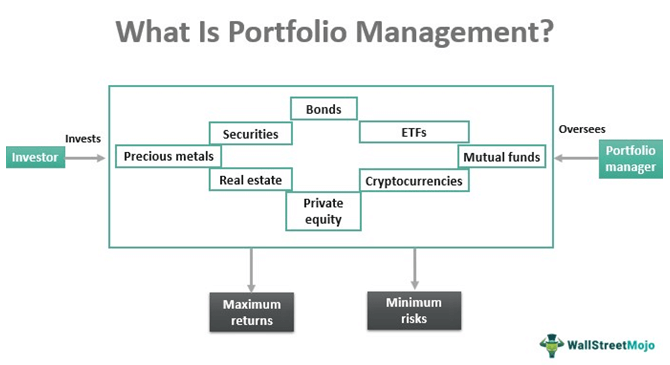 What Is Portfolio Management?
Bonds
Securities
ETFs
Invests
Oversees
Investor
Precious metals
Mutual funds
Portfolio
manager
Real estate
Cryptocurrencies
Private
equity
Maximum
returns
Minimum
risks
WallStreetMojo